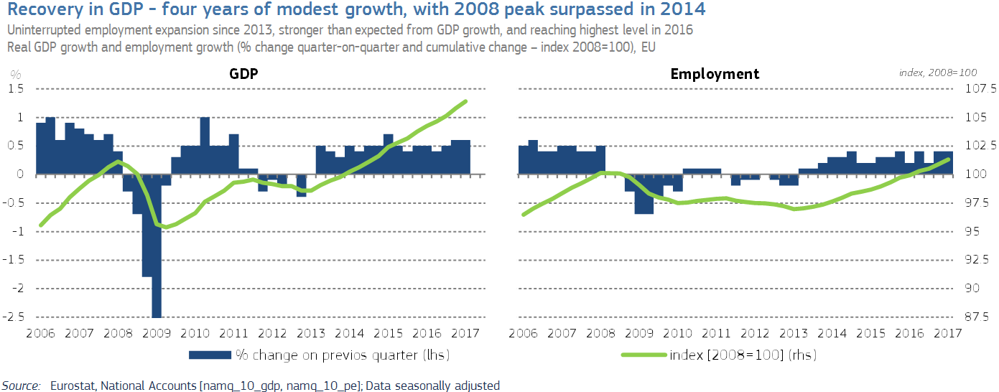 Recovery in GDP – four years of modest growth, with 2008 peak surpassed in 2014
Uninterrupted employment expansion since 2013, stronger than expected from GDP growth, and reaching highest level in 2016
Real GDP growth and employment growth (% change quarter-on-quarter and cumulative change – index 2008=100), EU
% GDP Employment index, 2008=100
1.5 107.5
1 105
0.5 102.5
0 100
-0.5 97.5
-1 95
-1.5 92.5
-2 90
-2.5 87.5
2006 2007 2008 2009 2010 2011 2012 2013 2014 2015 2016 2017 2006 2007 2008 2009 2010 2011 2012 2013 2014 2015 2016 2017
% change on previos quarter (lhs) index [2008=100] (rhs)
Source: Eurostat, National Accounts [namq_10_gdp, namq_10_pe]; Data seasonally adjusted